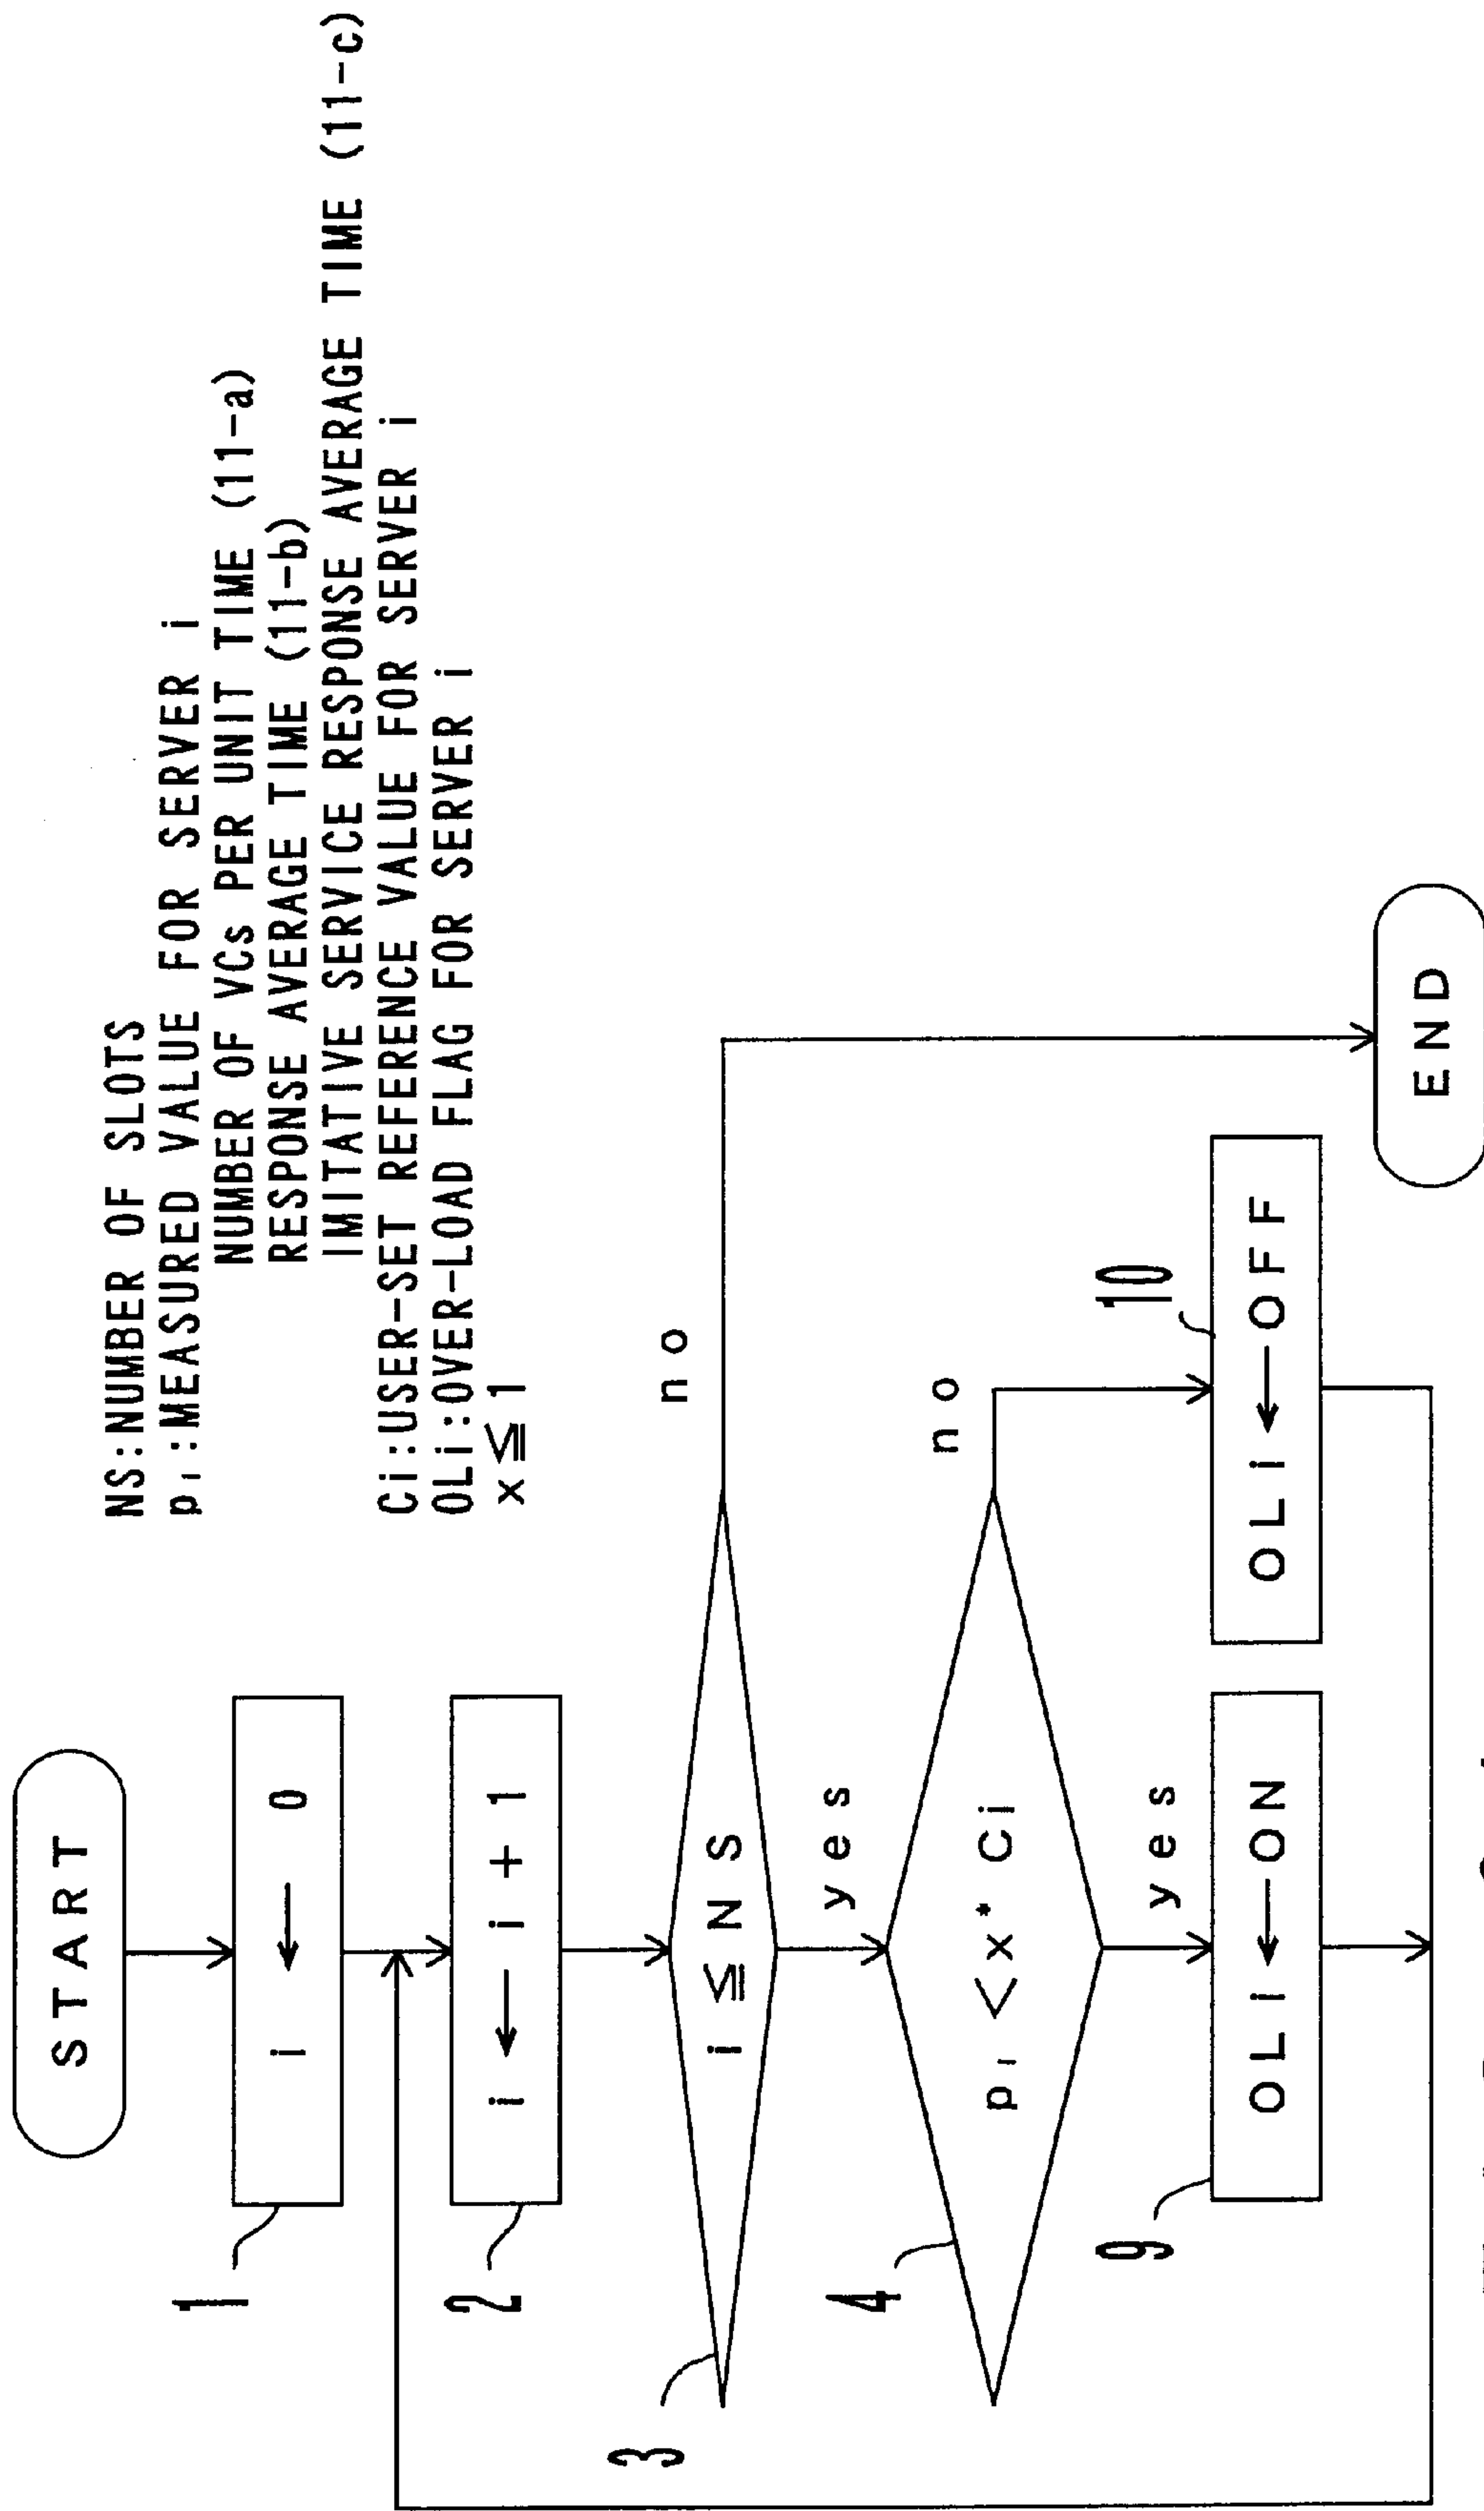 START
1
i ← 0
2
i ← i + 1
3
i ≦ NS
no
yes
4
pi < x* Ci
no
yes
9
OLi ← ON
10
OLi ← OFF
END
NS:NUMBER OF SLOTS
pi:MEASURED VALUE FOR SERVER i
NUMBER OF VCs PER UNIT TIME (11-a)
RESPONSE AVERAGE TIME (11-b)
IMITATIVE SERVICE RESPONSE AVERAGE TIME (11-c)
Ci:USER-SET REFERENCE VALUE FOR SERVER i
OLi:OVER-LOAD FLAG FOR SERVER i
x ≦ 1